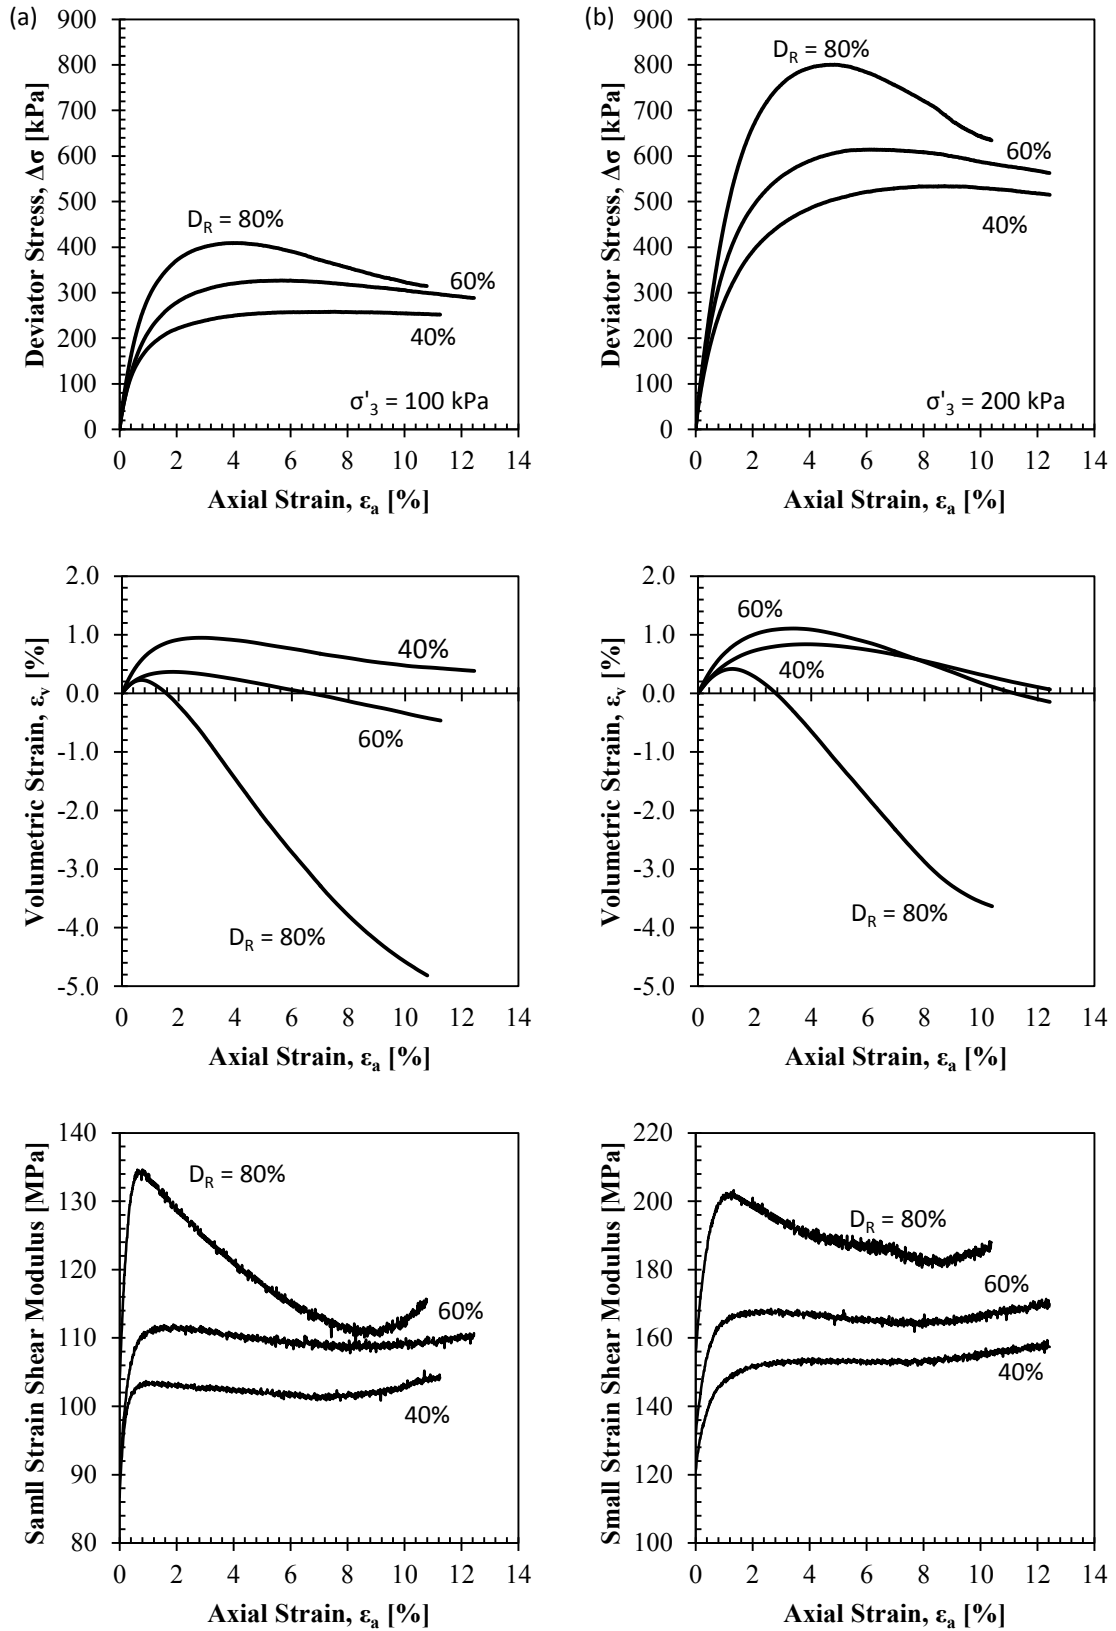 (a)
Deviator Stress, Δσ [kPa]
900
800
700
600
500
400
300
200
100
0
D_R = 80%
60%
40%
σ'_3 = 100 kPa
0 2 4 6 8 10 12 14
Axial Strain, ε_a [%]
(b)
Deviator Stress, Δσ [kPa]
900
800
700
600
500
400
300
200
100
0
D_R = 80%
60%
40%
σ'_3 = 200 kPa
0 2 4 6 8 10 12 14
Axial Strain, ε_a [%]
Volumetric Strain, ε_v [%]
2.0
1.0
0.0
-1.0
-2.0
-3.0
-4.0
-5.0
40%
60%
D_R = 80%
0 2 4 6 8 10 12 14
Axial Strain, ε_a [%]
Volumetric Strain, ε_v [%]
2.0
1.0
0.0
-1.0
-2.0
-3.0
-4.0
-5.0
60%
40%
D_R = 80%
0 2 4 6 8 10 12 14
Axial Strain, ε_a [%]
Samll Strain Shear Modulus [MPa]
140
130
120
110
100
90
80
D_R = 80%
60%
40%
0 2 4 6 8 10 12 14
Axial Strain, ε_a [%]
Small Strain Shear Modulus [MPa]
220
200
180
160
140
120
100
D_R = 80%
60%
40%
0 2 4 6 8 10 12 14
Axial Strain, ε_a [%]